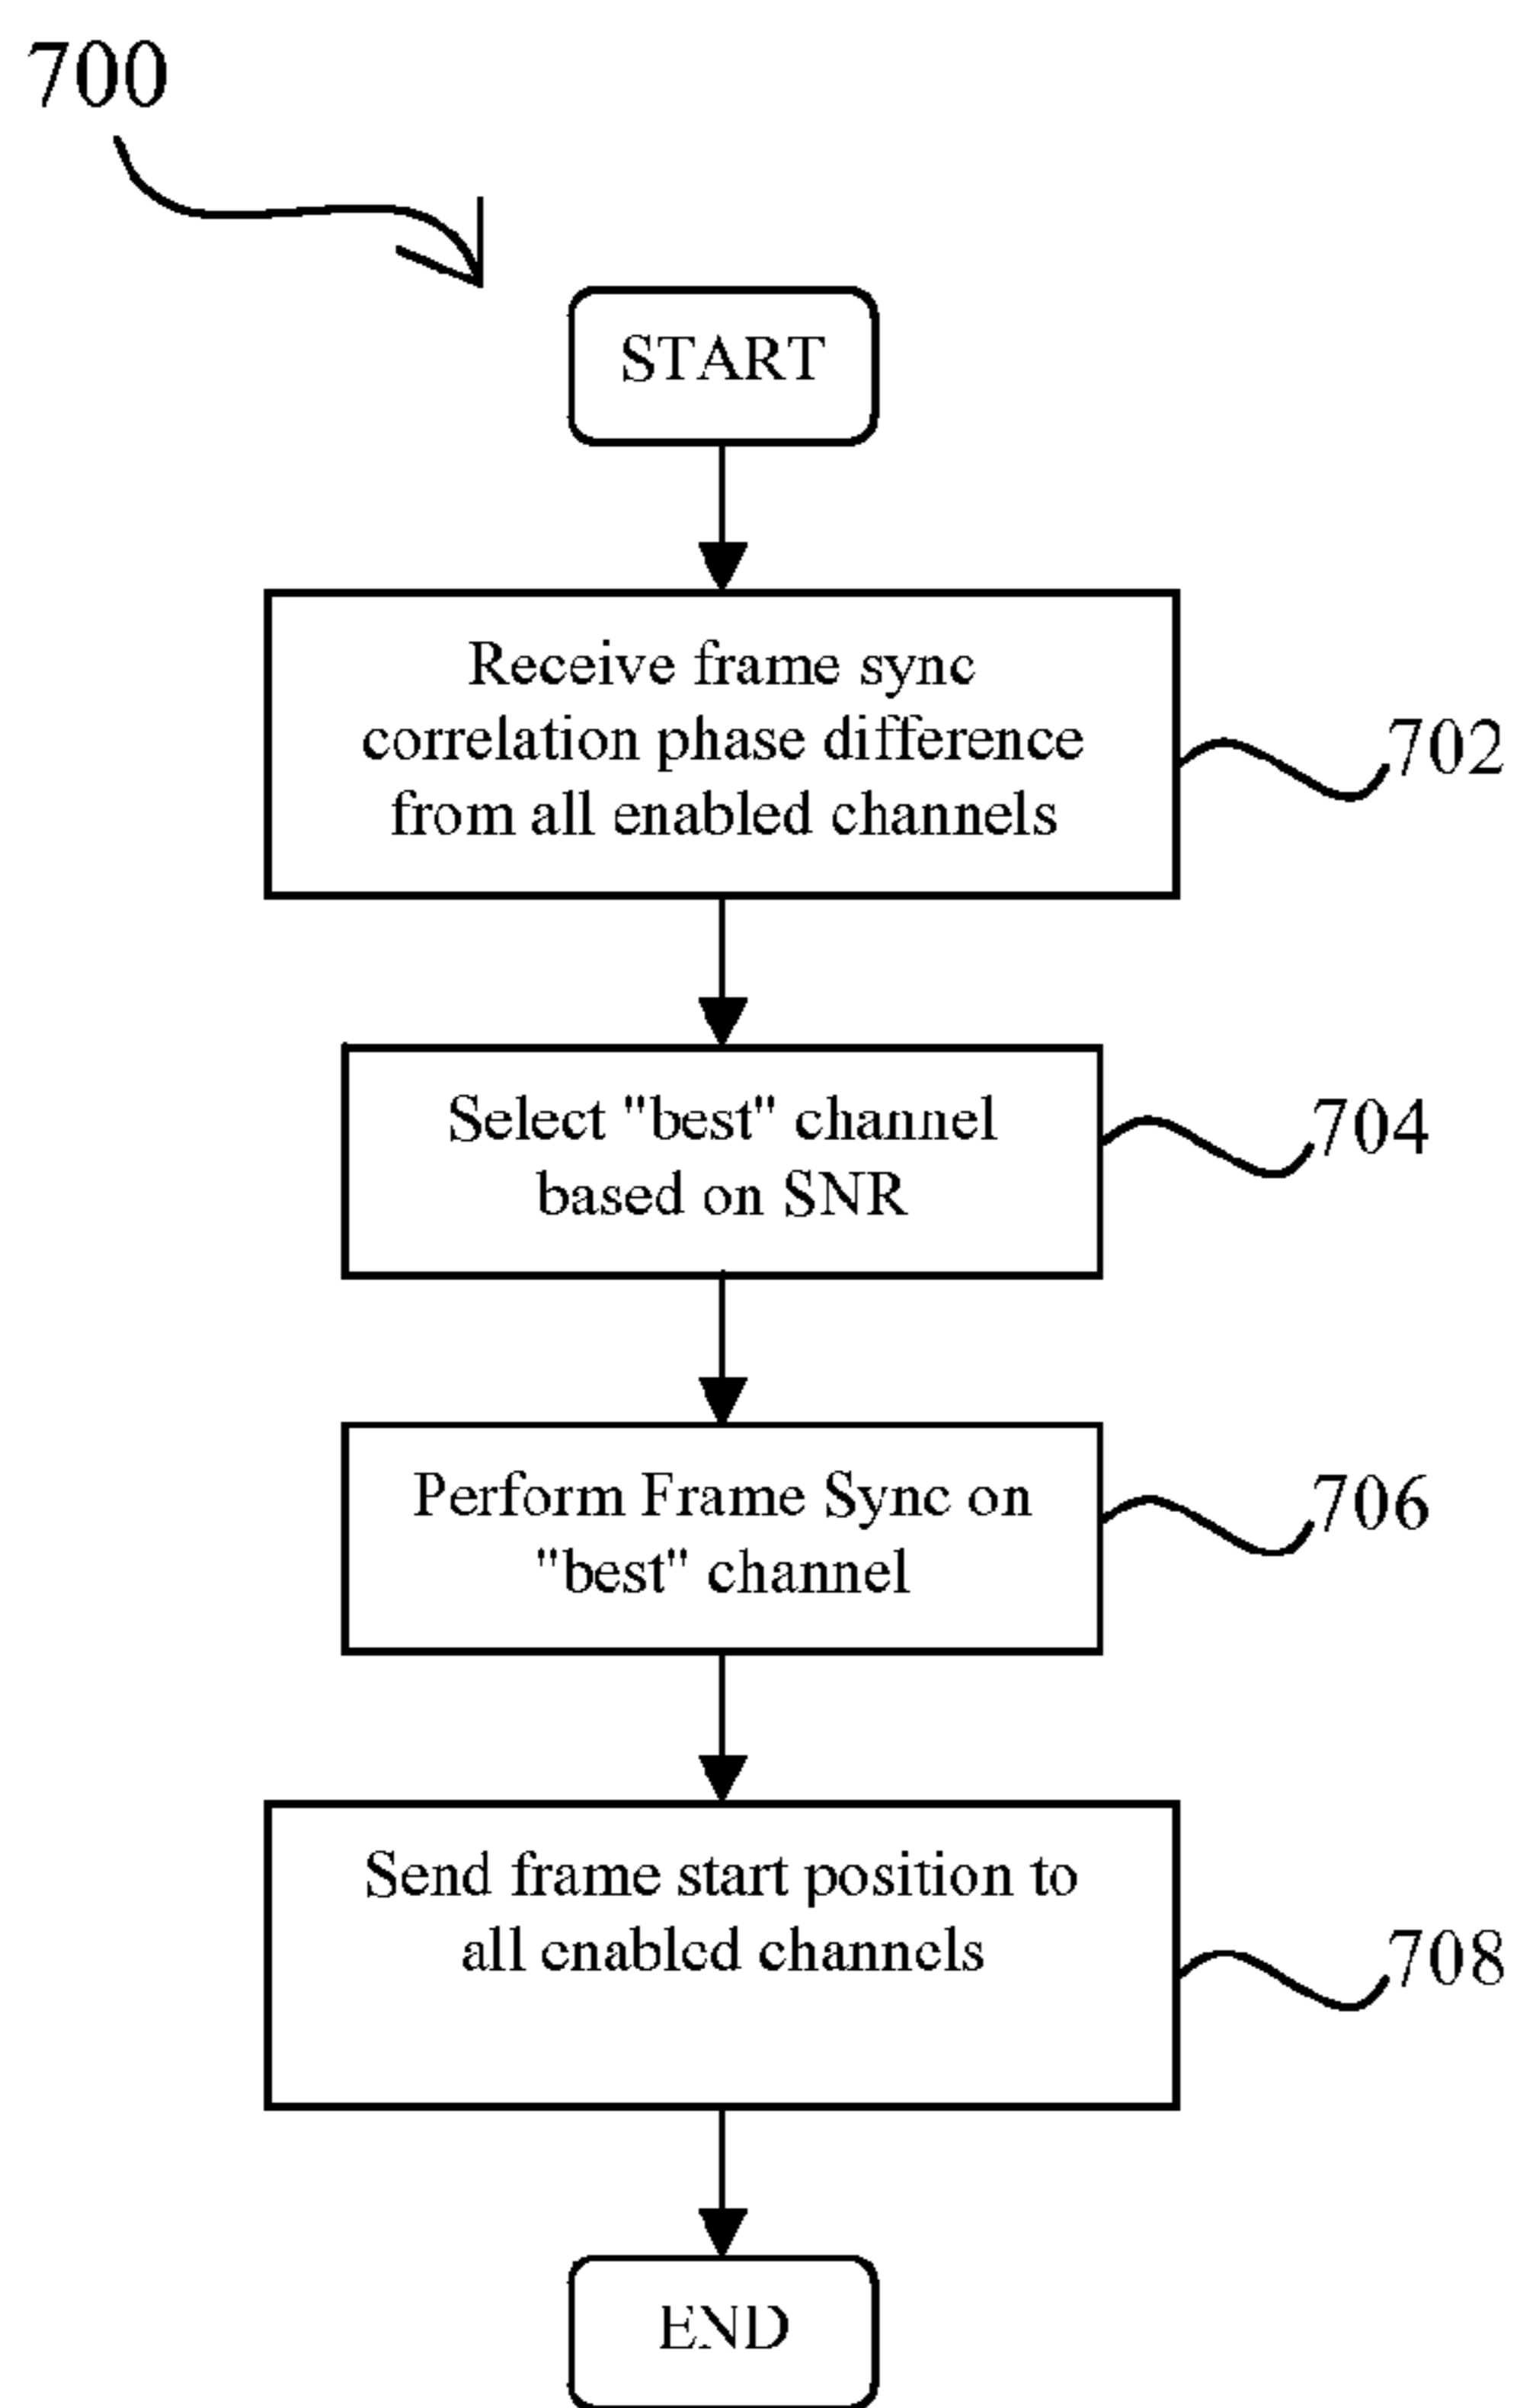 700
START
Receive frame sync
correlation phase difference
from all enabled channels
702
Select "best" channel
based on SNR
704
Perform Frame Sync on
"best" channel
706
Send frame start position to
all enabled channels
708
END